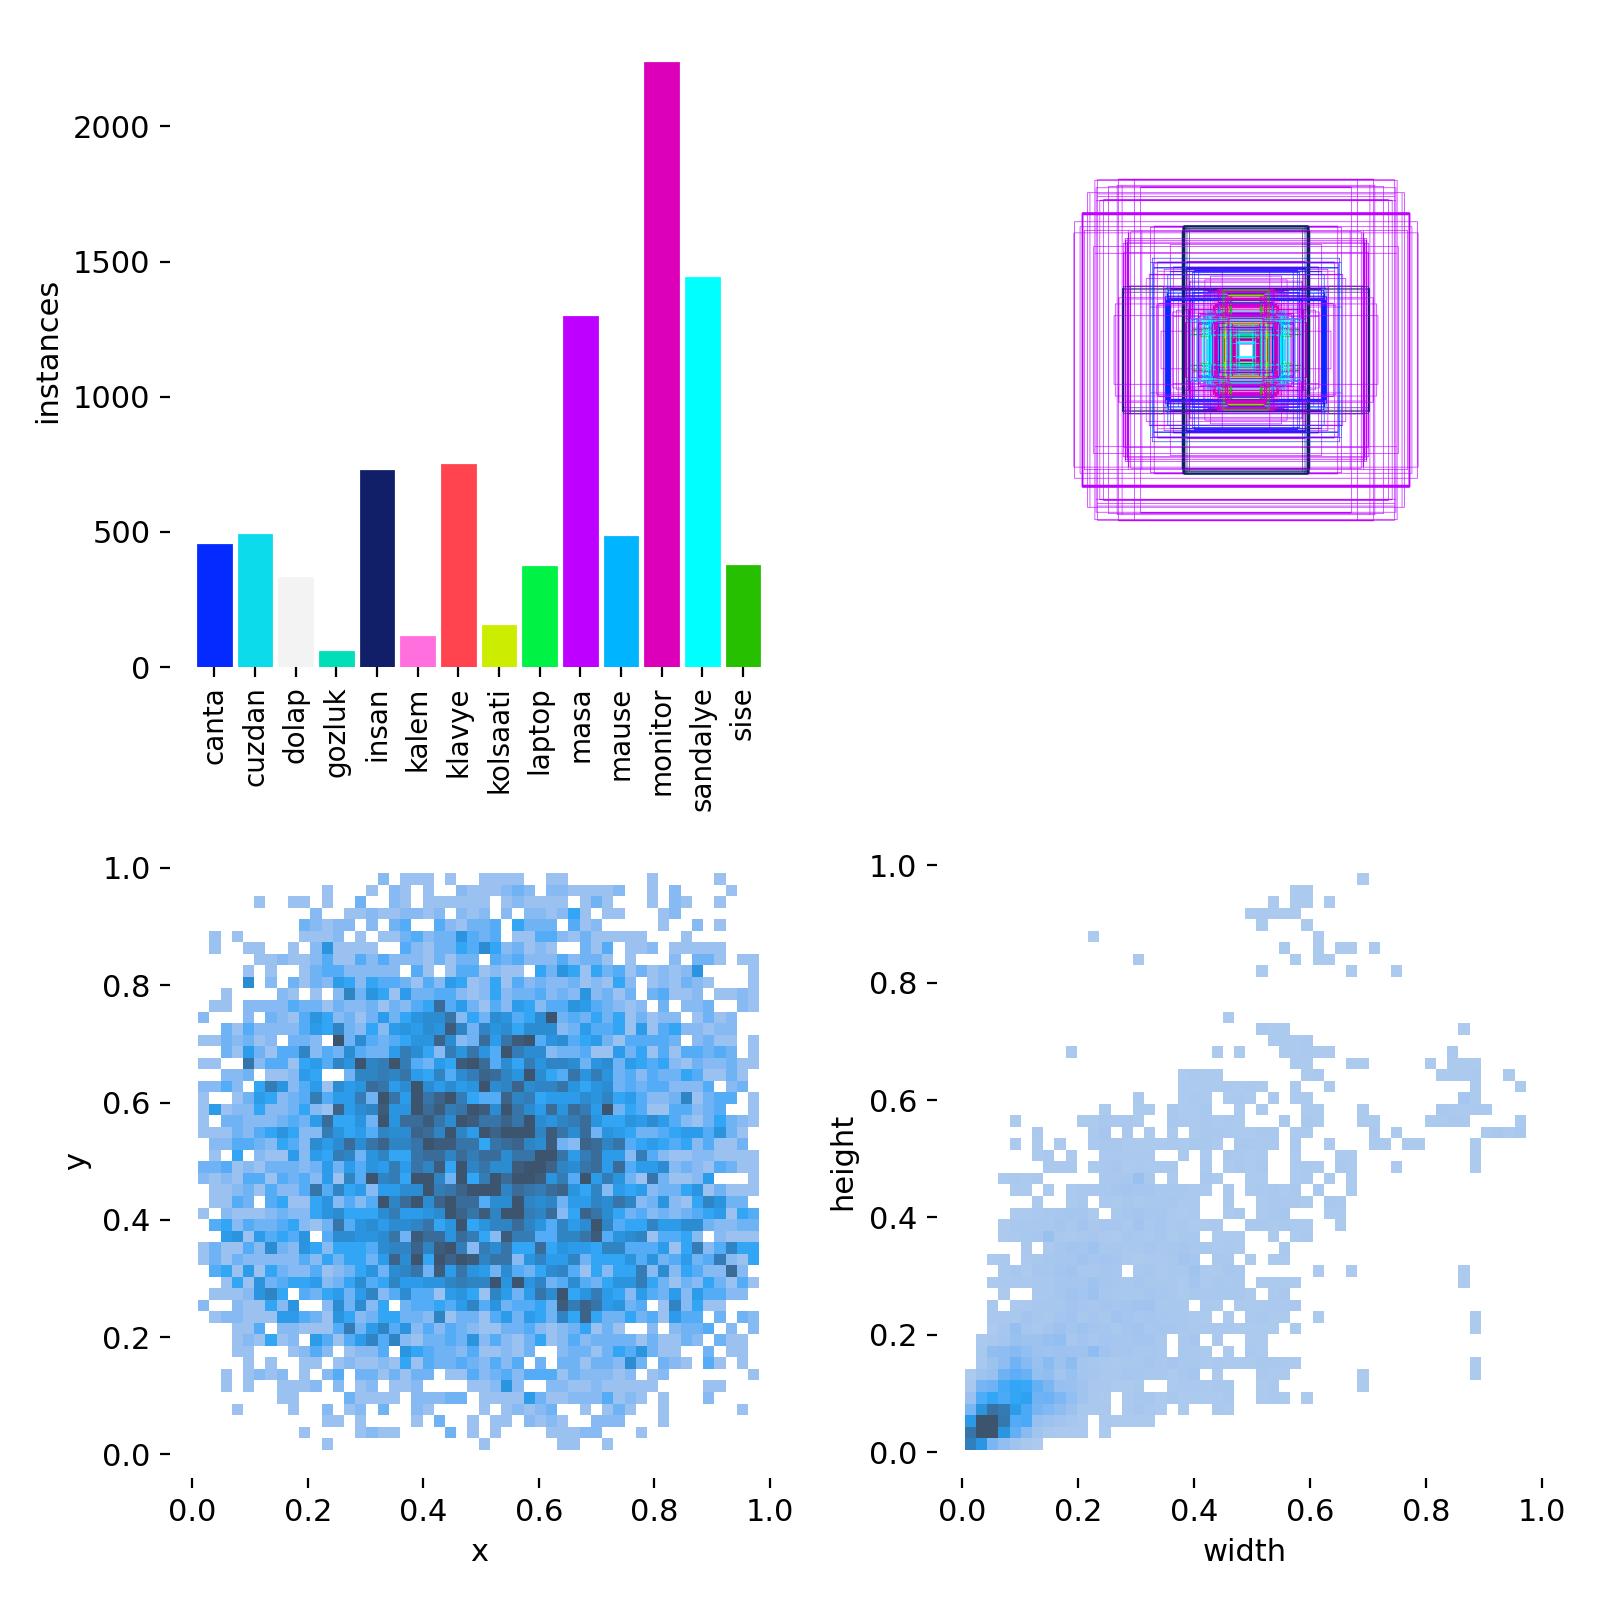 instances
2000
1500
1000
500
0
canta
cuzdan
dolap
gozluk
insan
kalem
klavye
kolsaati
laptop
masa
mause
monitor
sandalye
sise
y
1.0
0.8
0.6
0.4
0.2
0.0
0.0 0.2 0.4 0.6 0.8 1.0
x
height
1.0
0.8
0.6
0.4
0.2
0.0
0.0 0.2 0.4 0.6 0.8 1.0
width